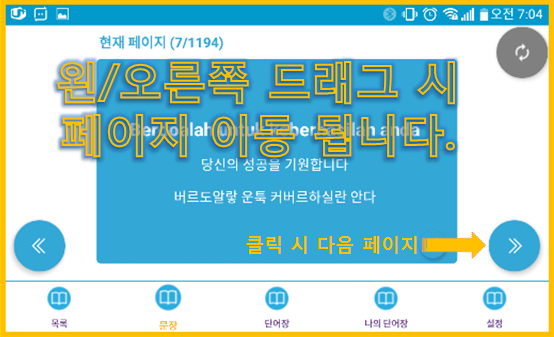 오전 7:04
현재 페이지 (7/1194)
왼/오른쪽 드래그 시
페이지 이동 됩니다.
Berdoalah untuk keberhasilan anda
당신의 성공을 기원합니다
버르도알랗 운툭 커버르하실란 안다
클릭 시 다음 페이지
목록 문장 단어장 나의 단어장 설정